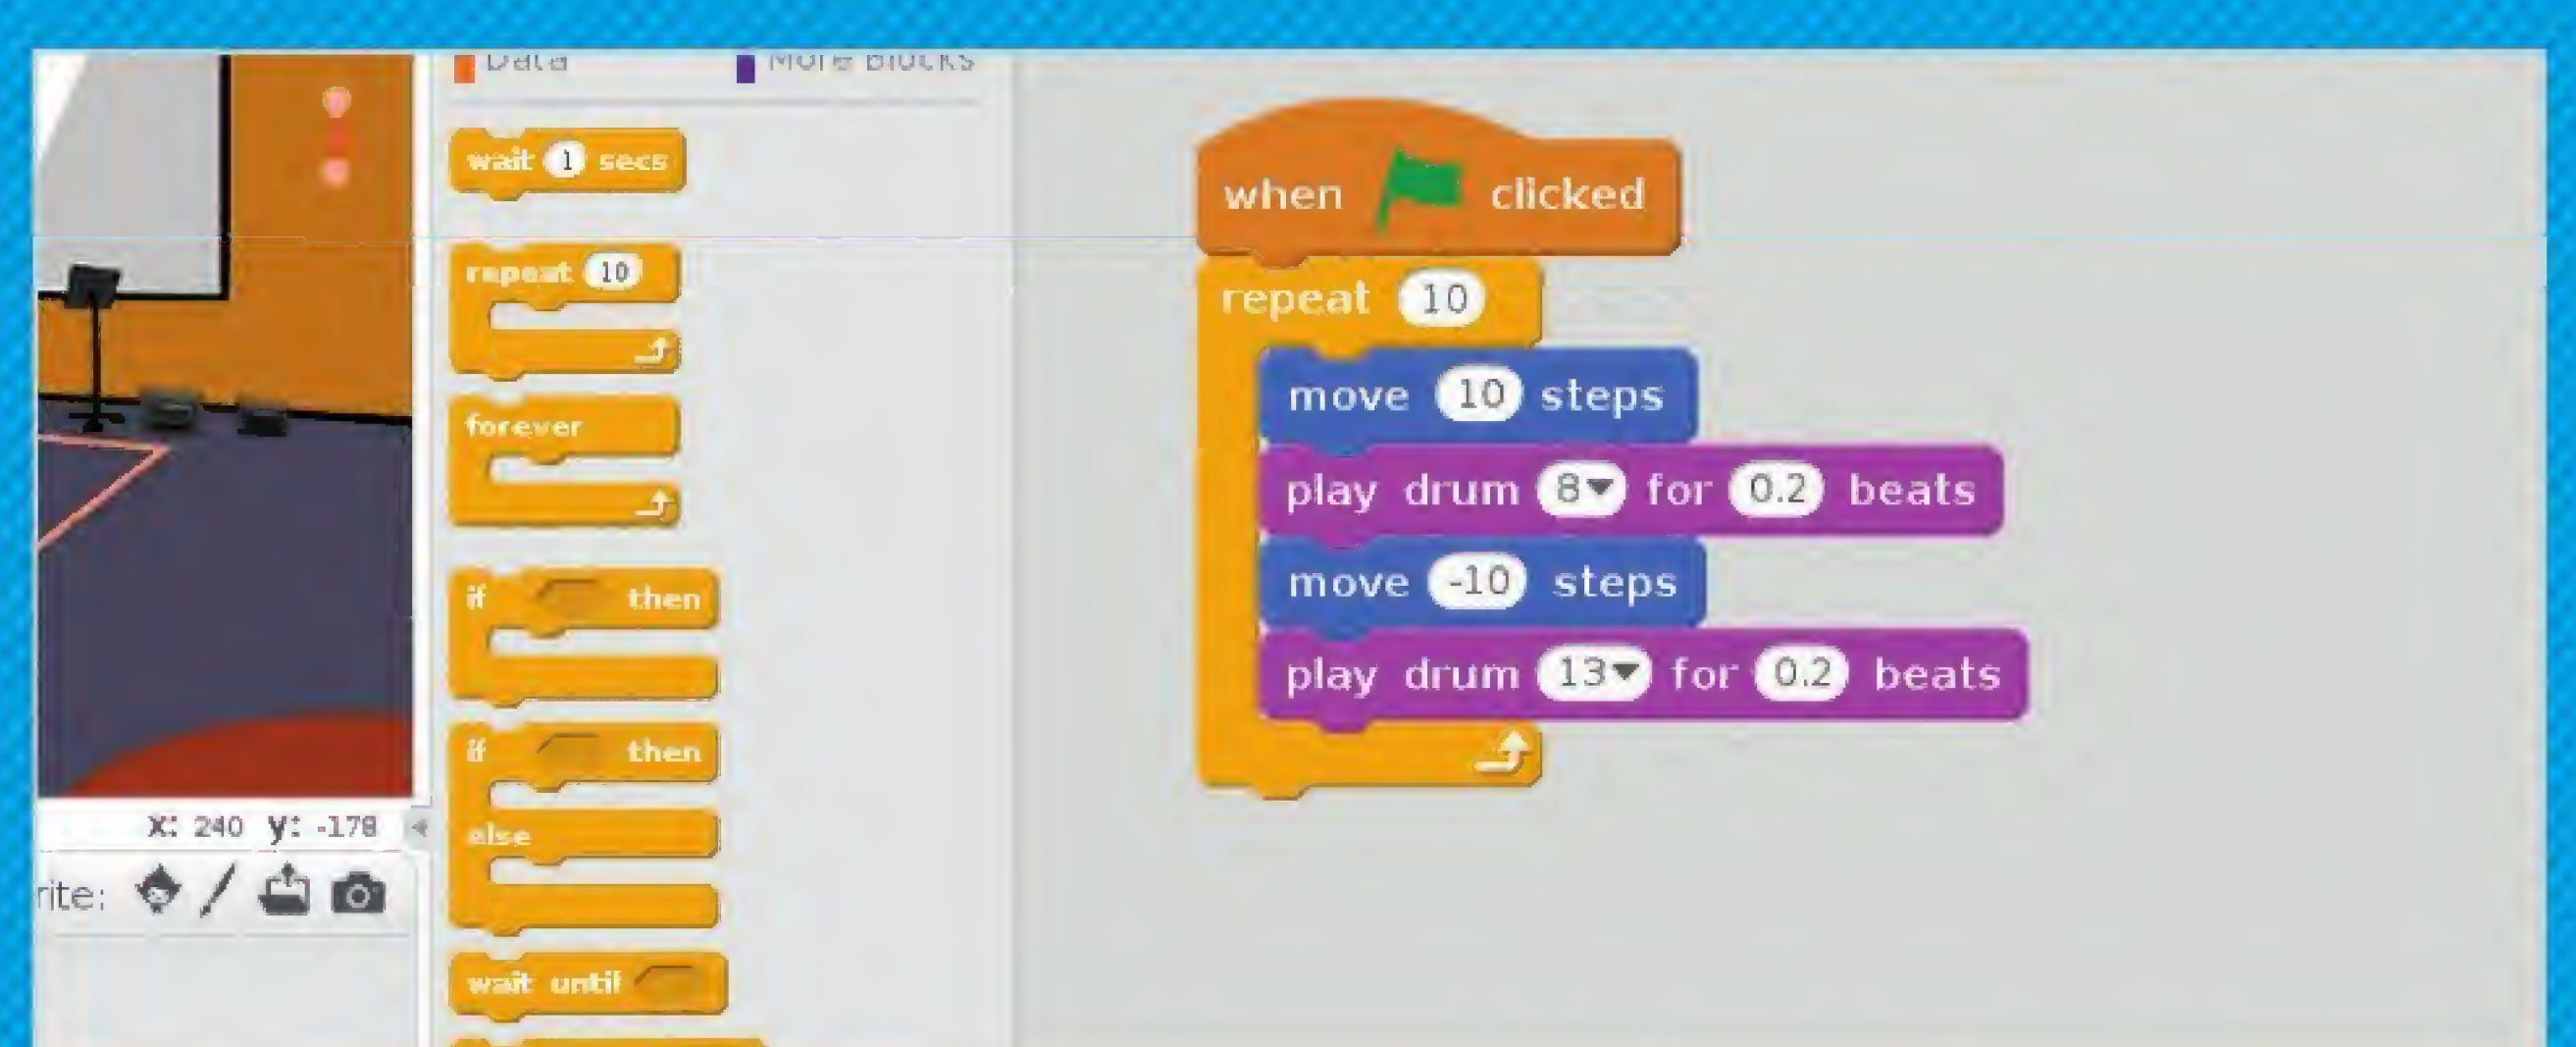 Data
More Blocks
wait 1 secs
repeat 10
forever
if then
if then
else
wait until
when clicked
repeat 10
move 10 steps
play drum 8 for 0.2 beats
move -10 steps
play drum 13 for 0.2 beats
x: 240 y: -178
rite: